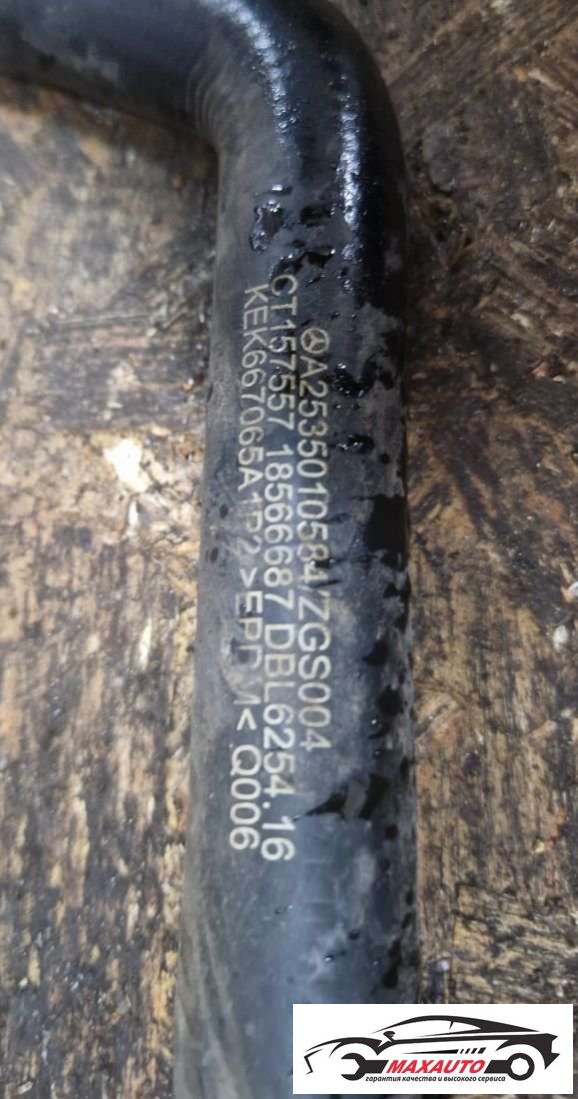 A2535010584/ZGS004
CT157557 18566687 DBL6254.16
KEK667065A1P2 >EPDM< Q006
MAXAUTO
гарантия качества и высокого сервиса